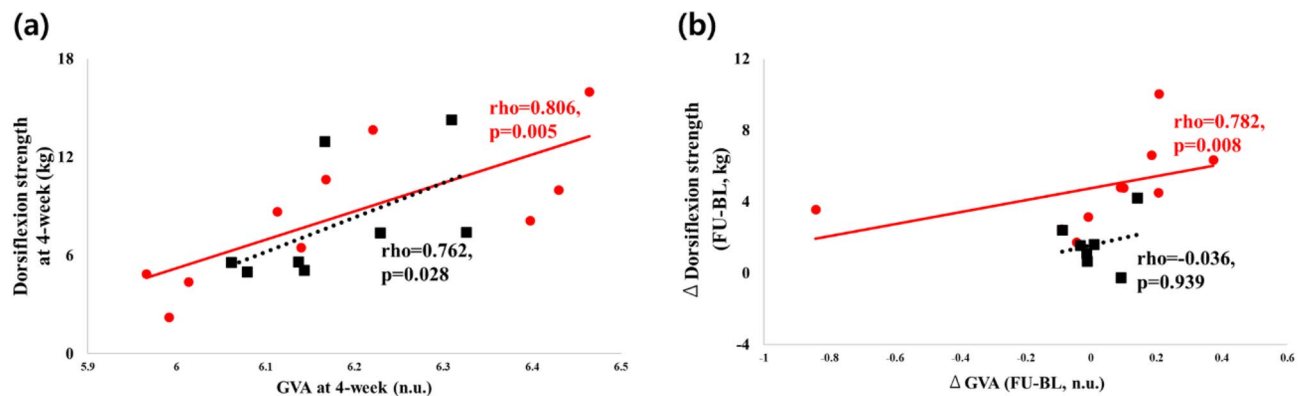 (a)
Dorsiflexion strength
at 4-week (kg)
18
12
6
0
rho=0.806,
p=0.005
rho=0.762,
p=0.028
5.9
6
6.1
6.2
6.3
6.4
6.5
GVA at 4-week (n.u.)
(b)
Δ Dorsiflexion strength
(FU-BL, kg)
12
8
4
0
-4
rho=0.782,
p=0.008
rho=-0.036,
p=0.939
-1
-0.8
-0.6
-0.4
-0.2
0
0.2
0.4
0.6
Δ GVA (FU-BL, n.u.)